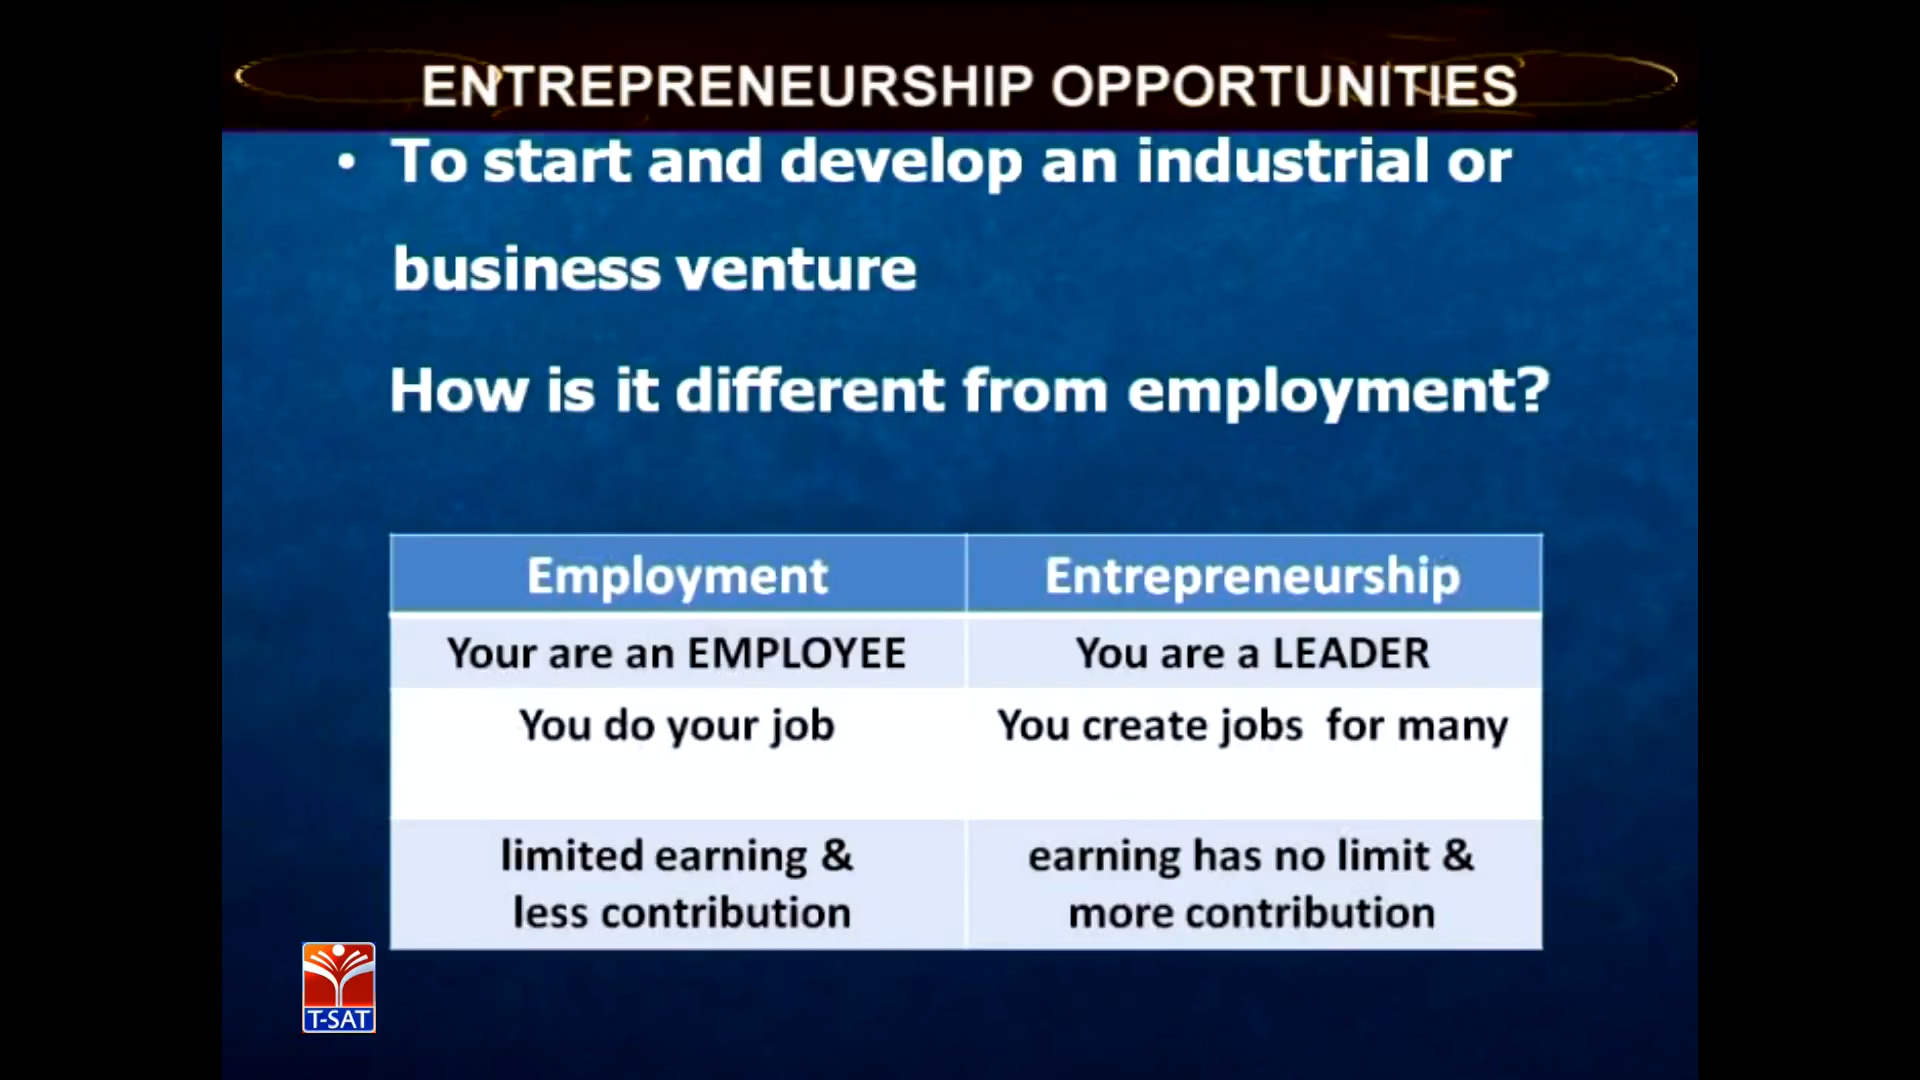 ENTREPRENEURSHIP OPPORTUNITIES
• To start and develop an industrial or
business venture
How is it different from employment?
Employment Entrepreneurship
Your are an EMPLOYEE You are a LEADER
You do your job You create jobs for many
limited earning & earning has no limit &
less contribution more contribution
T-SAT